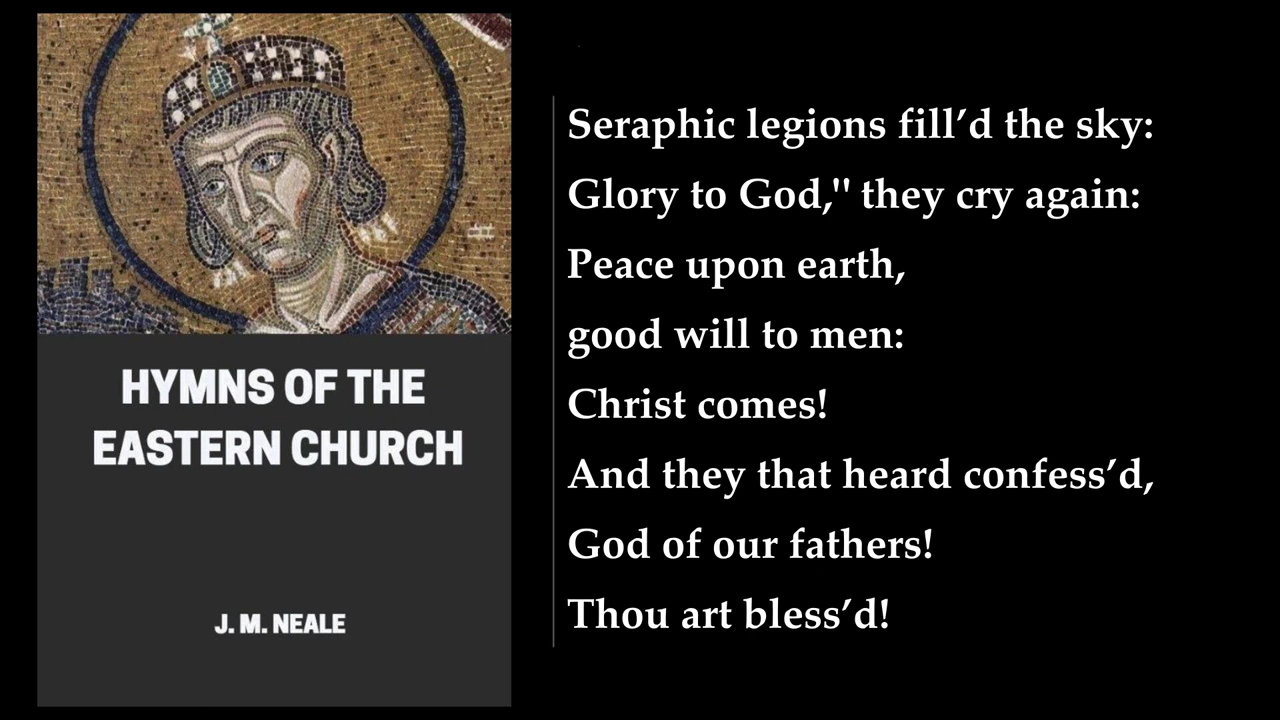 HYMNS OF THE
EASTERN CHURCH
J. M. NEALE
Seraphic legions fill’d the sky:
Glory to God," they cry again:
Peace upon earth,
good will to men:
Christ comes!
And they that heard confess’d,
God of our fathers!
Thou art bless’d!